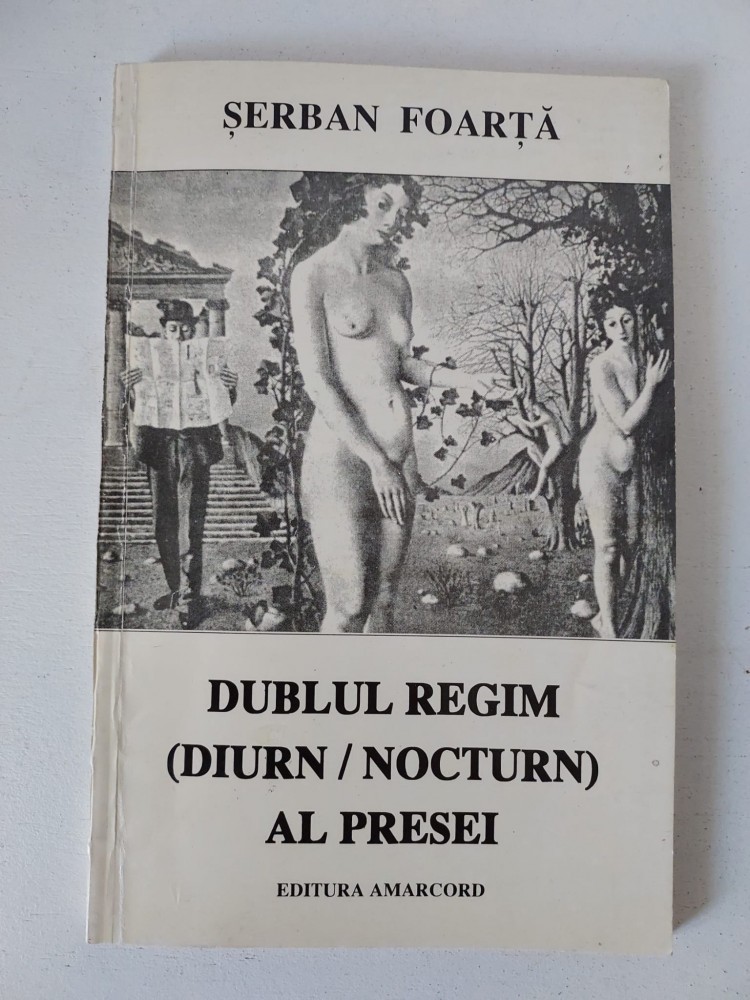 ȘERBAN FOARȚĂ
DUBLUL REGIM
(DIURN / NOCTURN)
AL PRESEI
EDITURA AMARCORD